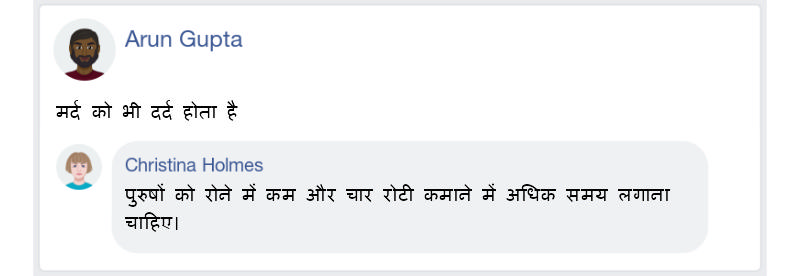 Arun Gupta
मर्द को भी दर्द होता है
Christina Holmes
पुरुषों को रोने में कम और चार रोटी कमाने में अधिक समय लगाना
चाहिए।